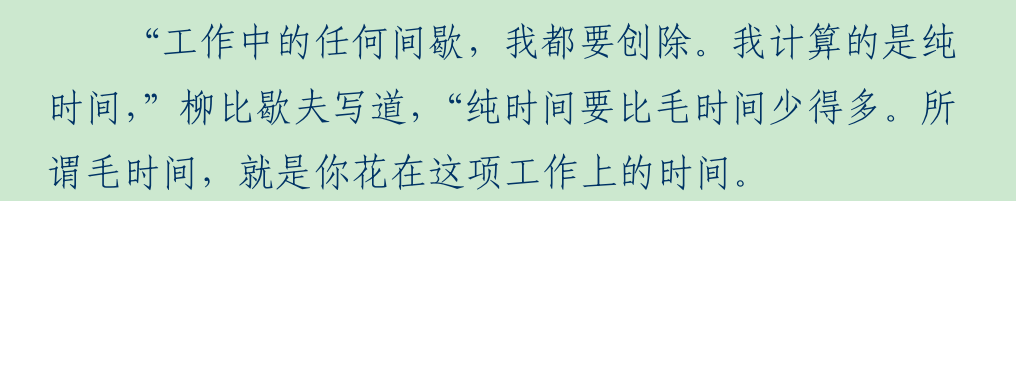 “工作中的任何间歇，我都要创除。我计算的是纯
时间，”柳比歇夫写道，“纯时间要比毛时间少得多。所
谓毛时间，就是你花在这项工作上的时间。